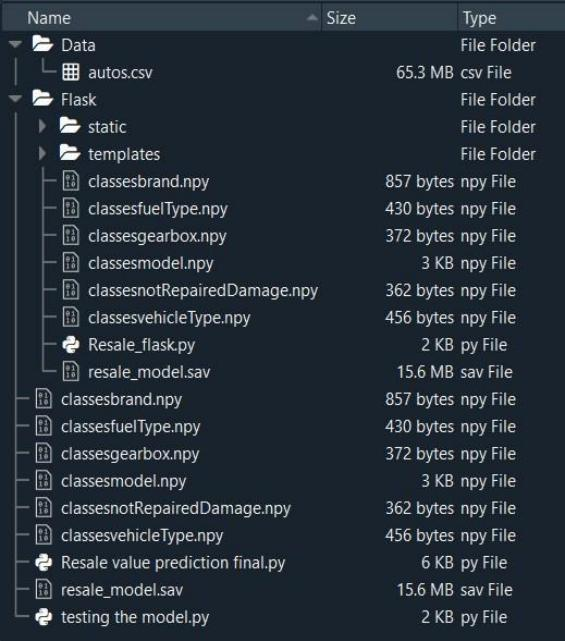 Name Size Type
Data File Folder
autos.csv 65.3 MB csv File
Flask File Folder
static File Folder
templates File Folder
classesbrand.npy 857 bytes npy File
classesfuelType.npy 430 bytes npy File
classesgearbox.npy 372 bytes npy File
classesmodel.npy 3 KB npy File
classesnotRepairedDamage.npy 362 bytes npy File
classesvehicleType.npy 456 bytes npy File
Resale_flask.py 2 KB py File
resale_model.sav 15.6 MB sav File
classesbrand.npy 857 bytes npy File
classesfuelType.npy 430 bytes npy File
classesgearbox.npy 372 bytes npy File
classesmodel.npy 3 KB npy File
classesnotRepairedDamage.npy 362 bytes npy File
classesvehicleType.npy 456 bytes npy File
Resale value prediction final.py 6 KB py File
resale_model.sav 15.6 MB sav File
testing the model.py 2 KB py File